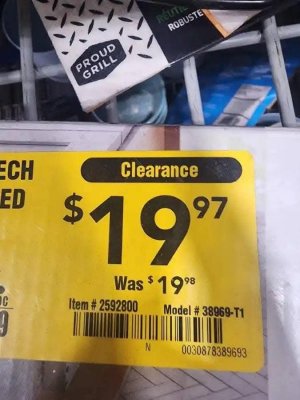 ROBUSTE
PROUD
GRILL
ECH
ED
Clearance
$19 97
Was $19 98
Item # 2592800 Model # 38969-T1
N 0030878389693